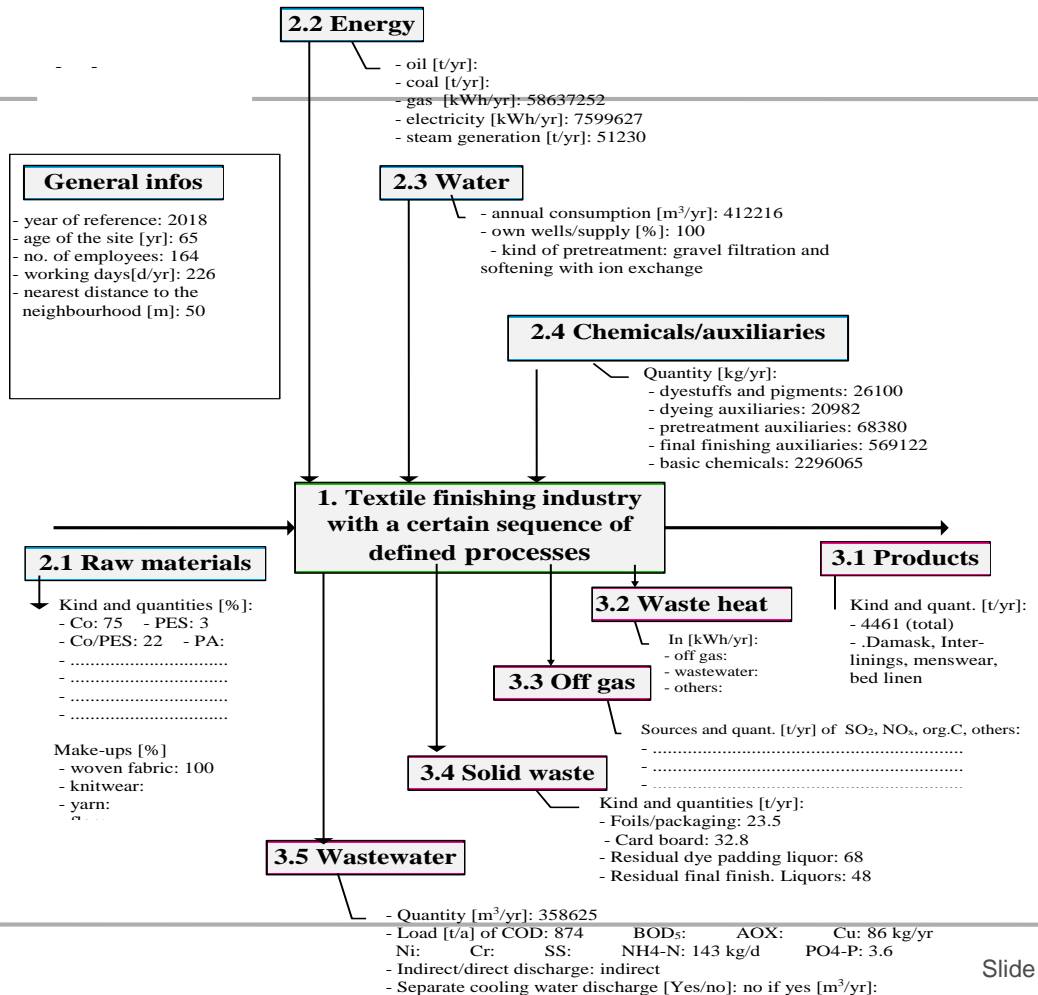 2.2 Energy
- -
- oil [t/yr]:
- coal [t/yr]:
- gas [kWh/yr]: 58637252
- electricity [kWh/yr]: 7599627
- steam generation [t/yr]: 51230
General infos
- year of reference: 2018
- age of the site [yr]: 65
- no. of employees: 164
- working days[d/yr]: 226
- nearest distance to the
neighbourhood [m]: 50
2.3 Water
- annual consumption [m³/yr]: 412216
- own wells/supply [%]: 100
- kind of pretreatment: gravel filtration and
softening with ion exchange
2.4 Chemicals/auxiliaries
Quantity [kg/yr]:
- dyestuffs and pigments: 26100
- dyeing auxiliaries: 20982
- pretreatment auxiliaries: 68380
- final finishing auxiliaries: 569122
- basic chemicals: 2296065
1. Textile finishing industry
with a certain sequence of
defined processes
2.1 Raw materials
Kind and quantities [%]:
- Co: 75 - PES: 3
- Co/PES: 22 - PA:
- .................................
- .................................
- .................................
- .................................
Make-ups [%]
- woven fabric: 100
- knitwear:
- yarn:
3.1 Products
Kind and quant. [t/yr]:
- 4461 (total)
- .Damask, Inter-
linings, menswear,
bed linen
3.2 Waste heat
In [kWh/yr]:
- off gas:
- wastewater:
- others:
3.3 Off gas
Sources and quant. [t/yr] of SO₂, NOₓ, org.C, others:
- .................................................................
- .................................................................
- .................................................................
3.4 Solid waste
Kind and quantities [t/yr]:
- Foils/packaging: 23.5
- Card board: 32.8
- Residual dye padding liquor: 68
- Residual final finish. Liquors: 48
3.5 Wastewater
- Quantity [m³/yr]: 358625
- Load [t/a] of COD: 874 BOD₅: AOX: Cu: 86 kg/yr
Ni: Cr: SS: NH4-N: 143 kg/d PO4-P: 3.6
- Indirect/direct discharge: indirect
- Separate cooling water discharge [Yes/no]: no if yes [m³/yr]:
Slide